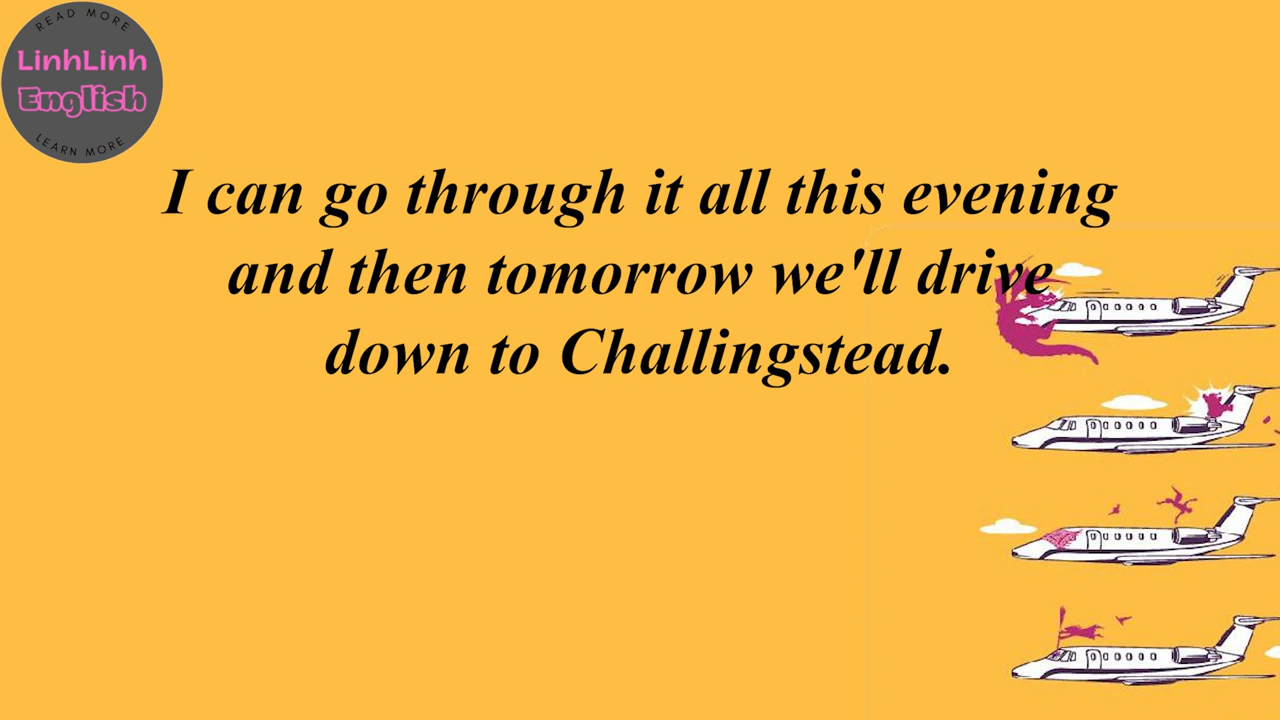 READ MORE
LinhLinh
English
LEARN MORE
I can go through it all this evening
and then tomorrow we'll drive
down to Challingstead.